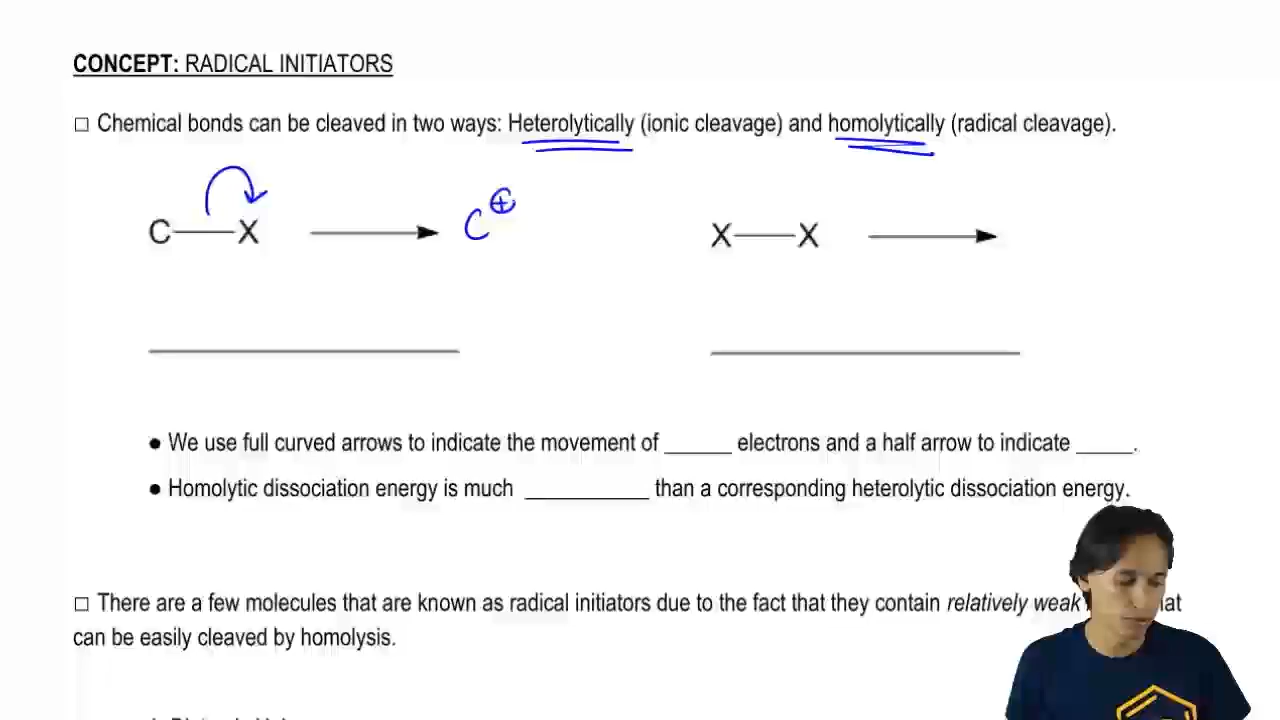 CONCEPT: RADICAL INITIATORS
□ Chemical bonds can be cleaved in two ways: Heterolytically (ionic cleavage) and homolytically (radical cleavage).
C—X → C⊕
X—X →
● We use full curved arrows to indicate the movement of ______ electrons and a half arrow to indicate _____.
● Homolytic dissociation energy is much ___________ than a corresponding heterolytic dissociation energy.
□ There are a few molecules that are known as radical initiators due to the fact that they contain relatively weak
can be easily cleaved by homolysis.